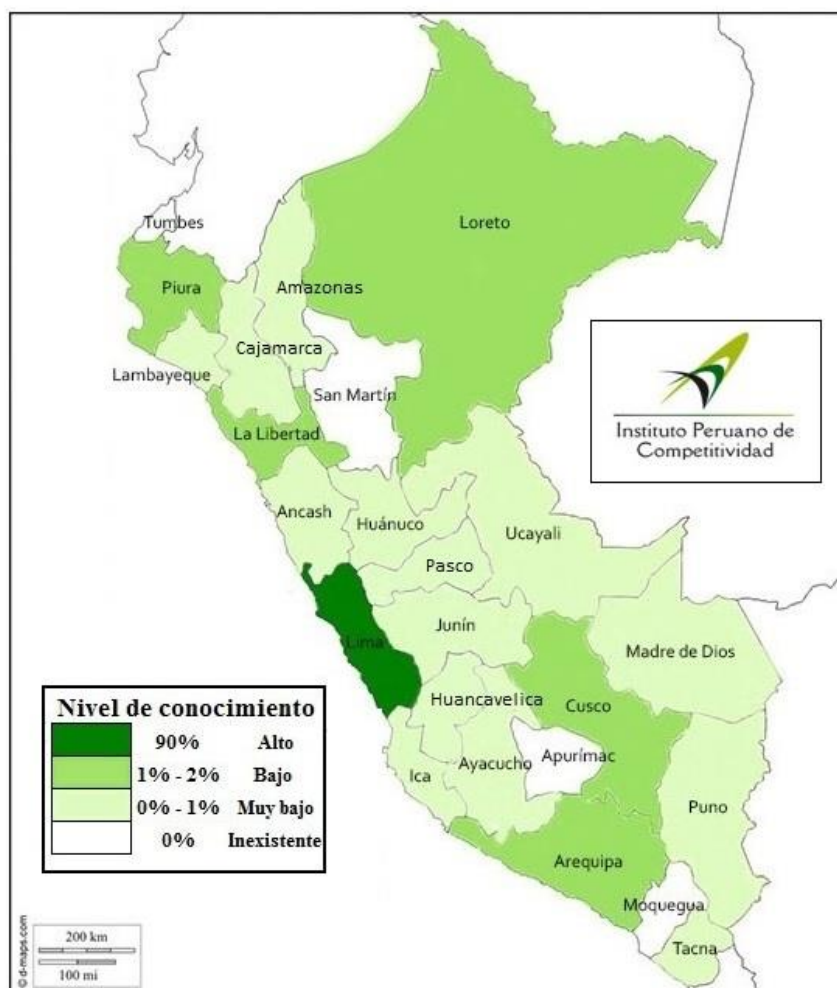 Tumbes
Loreto
Piura
Amazonas
Cajamarca
Lambayeque
San Martín
La Libertad
Instituto Peruano de
Competitividad
Ancash
Huánuco
Ucayali
Pasco
Junín
Lima
Madre de Dios
Huancavelica
Cusco
Apurímac
Ayacucho
Ica
Puno
Arequipa
Moquegua
Tacna
Nivel de conocimiento
90% Alto
1% - 2% Bajo
0% - 1% Muy bajo
0% Inexistente
200 km
100 mi
© d-maps.com